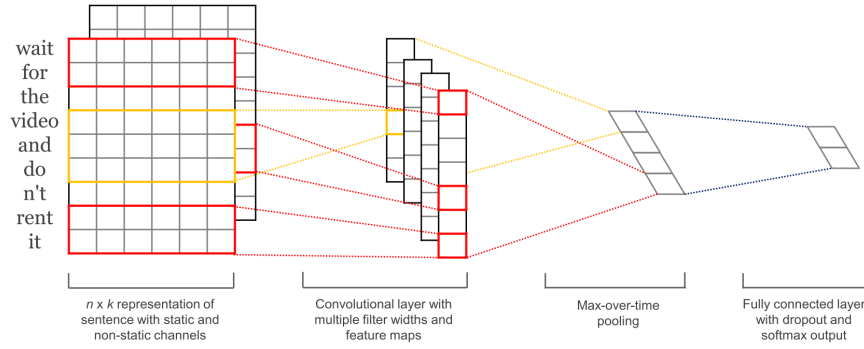 wait
for
the
video
and
do
n't
rent
it
n x k representation of
sentence with static and
non-static channels
Convolutional layer with
multiple filter widths and
feature maps
Max-over-time
pooling
Fully connected layer
with dropout and
softmax output